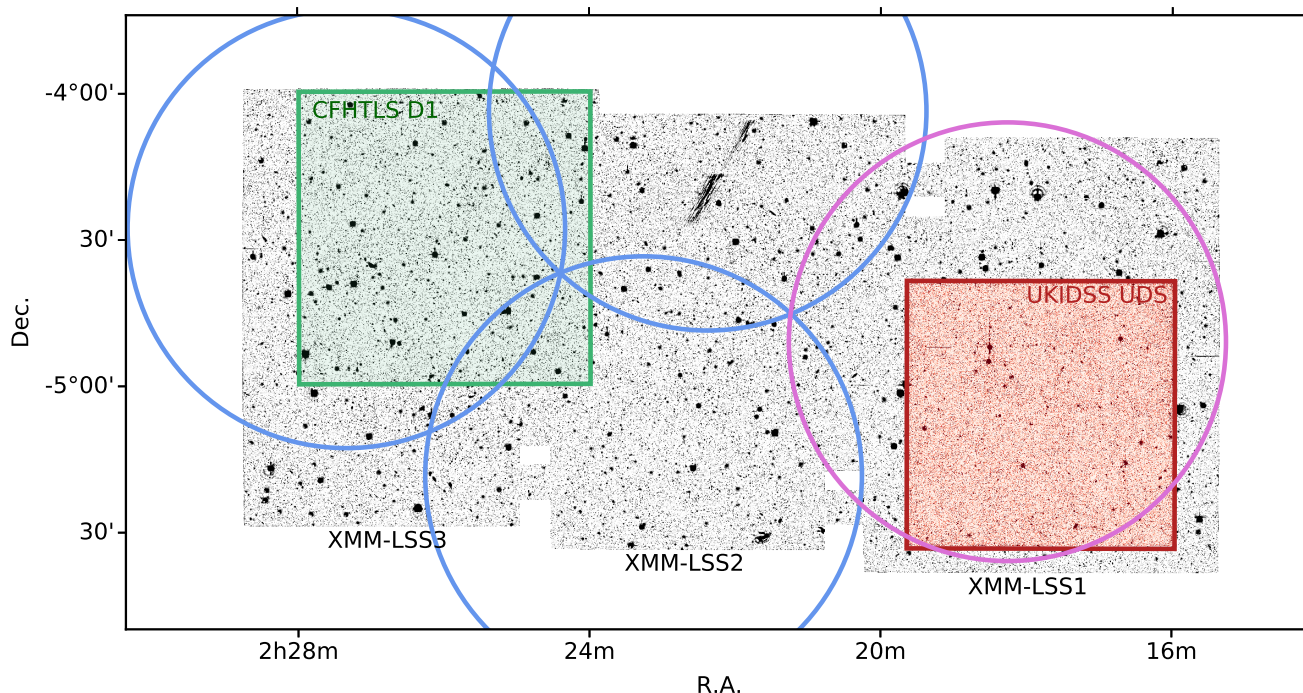 -4°00'
CFHTLS D1
30'
UKIDSS UDS
Dec.
-5°00'
30'
XMM-LSS3
XMM-LSS2
XMM-LSS1
2h28m
24m
20m
16m
R.A.